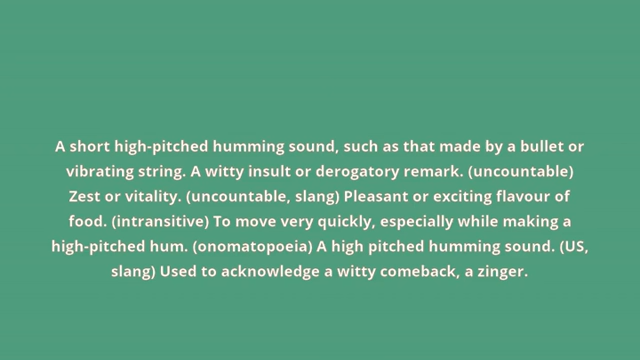 A short high-pitched humming sound, such as that made by a bullet or
vibrating string. A witty insult or derogatory remark. (uncountable)
Zest or vitality. (uncountable, slang) Pleasant or exciting flavour of
food. (intransitive) To move very quickly, especially while making a
high-pitched hum. (onomatopoeia) A high pitched humming sound. (US,
slang) Used to acknowledge a witty comeback, a zinger.